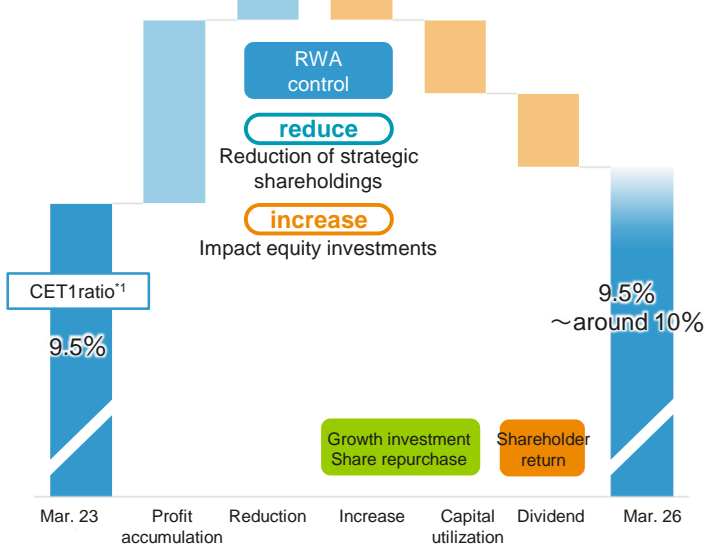 RWA
control
reduce
Reduction of strategic
shareholdings
increase
Impact equity investments
CET1ratio*1
9.5%
9.5%
～around 10%
Growth investment
Share repurchase
Shareholder
return
Mar. 23
Profit
accumulation
Reduction
Increase
Capital
utilization
Dividend
Mar. 26